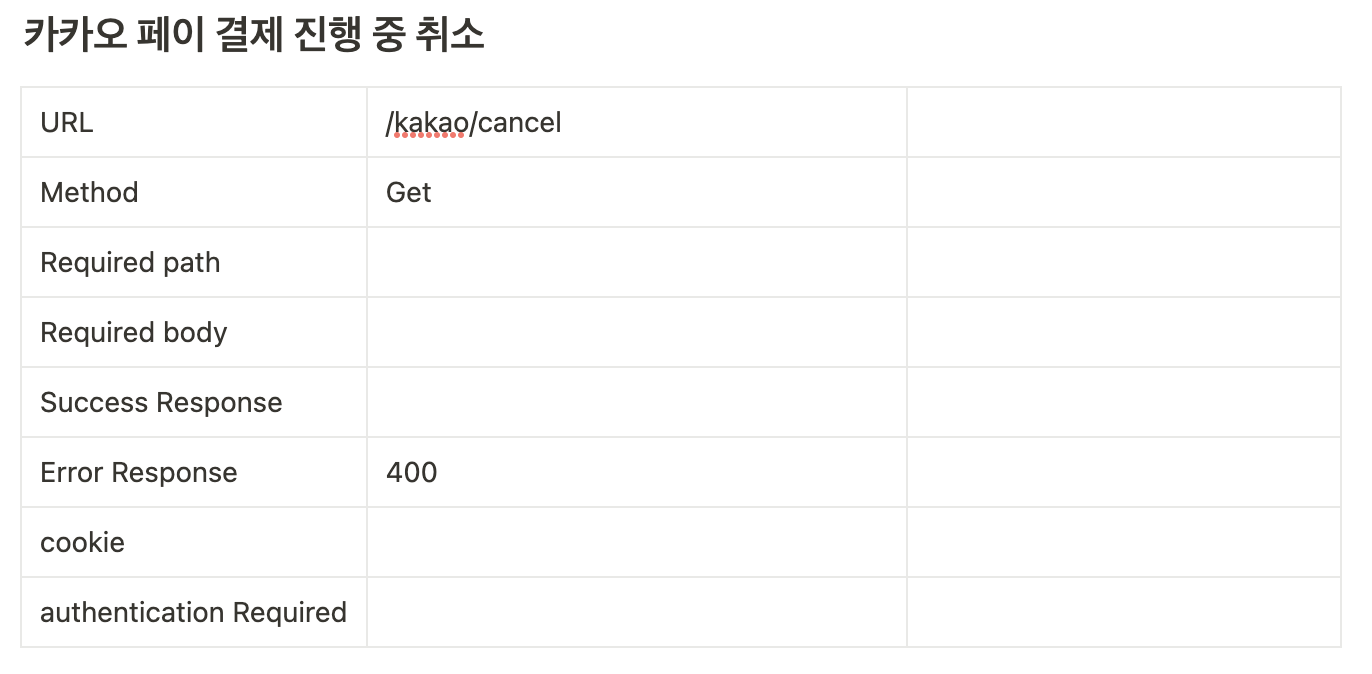 카카오 페이 결제 진행 중 취소
URL /kakao/cancel
Method Get
Required path
Required body
Success Response
Error Response 400
cookie
authentication Required